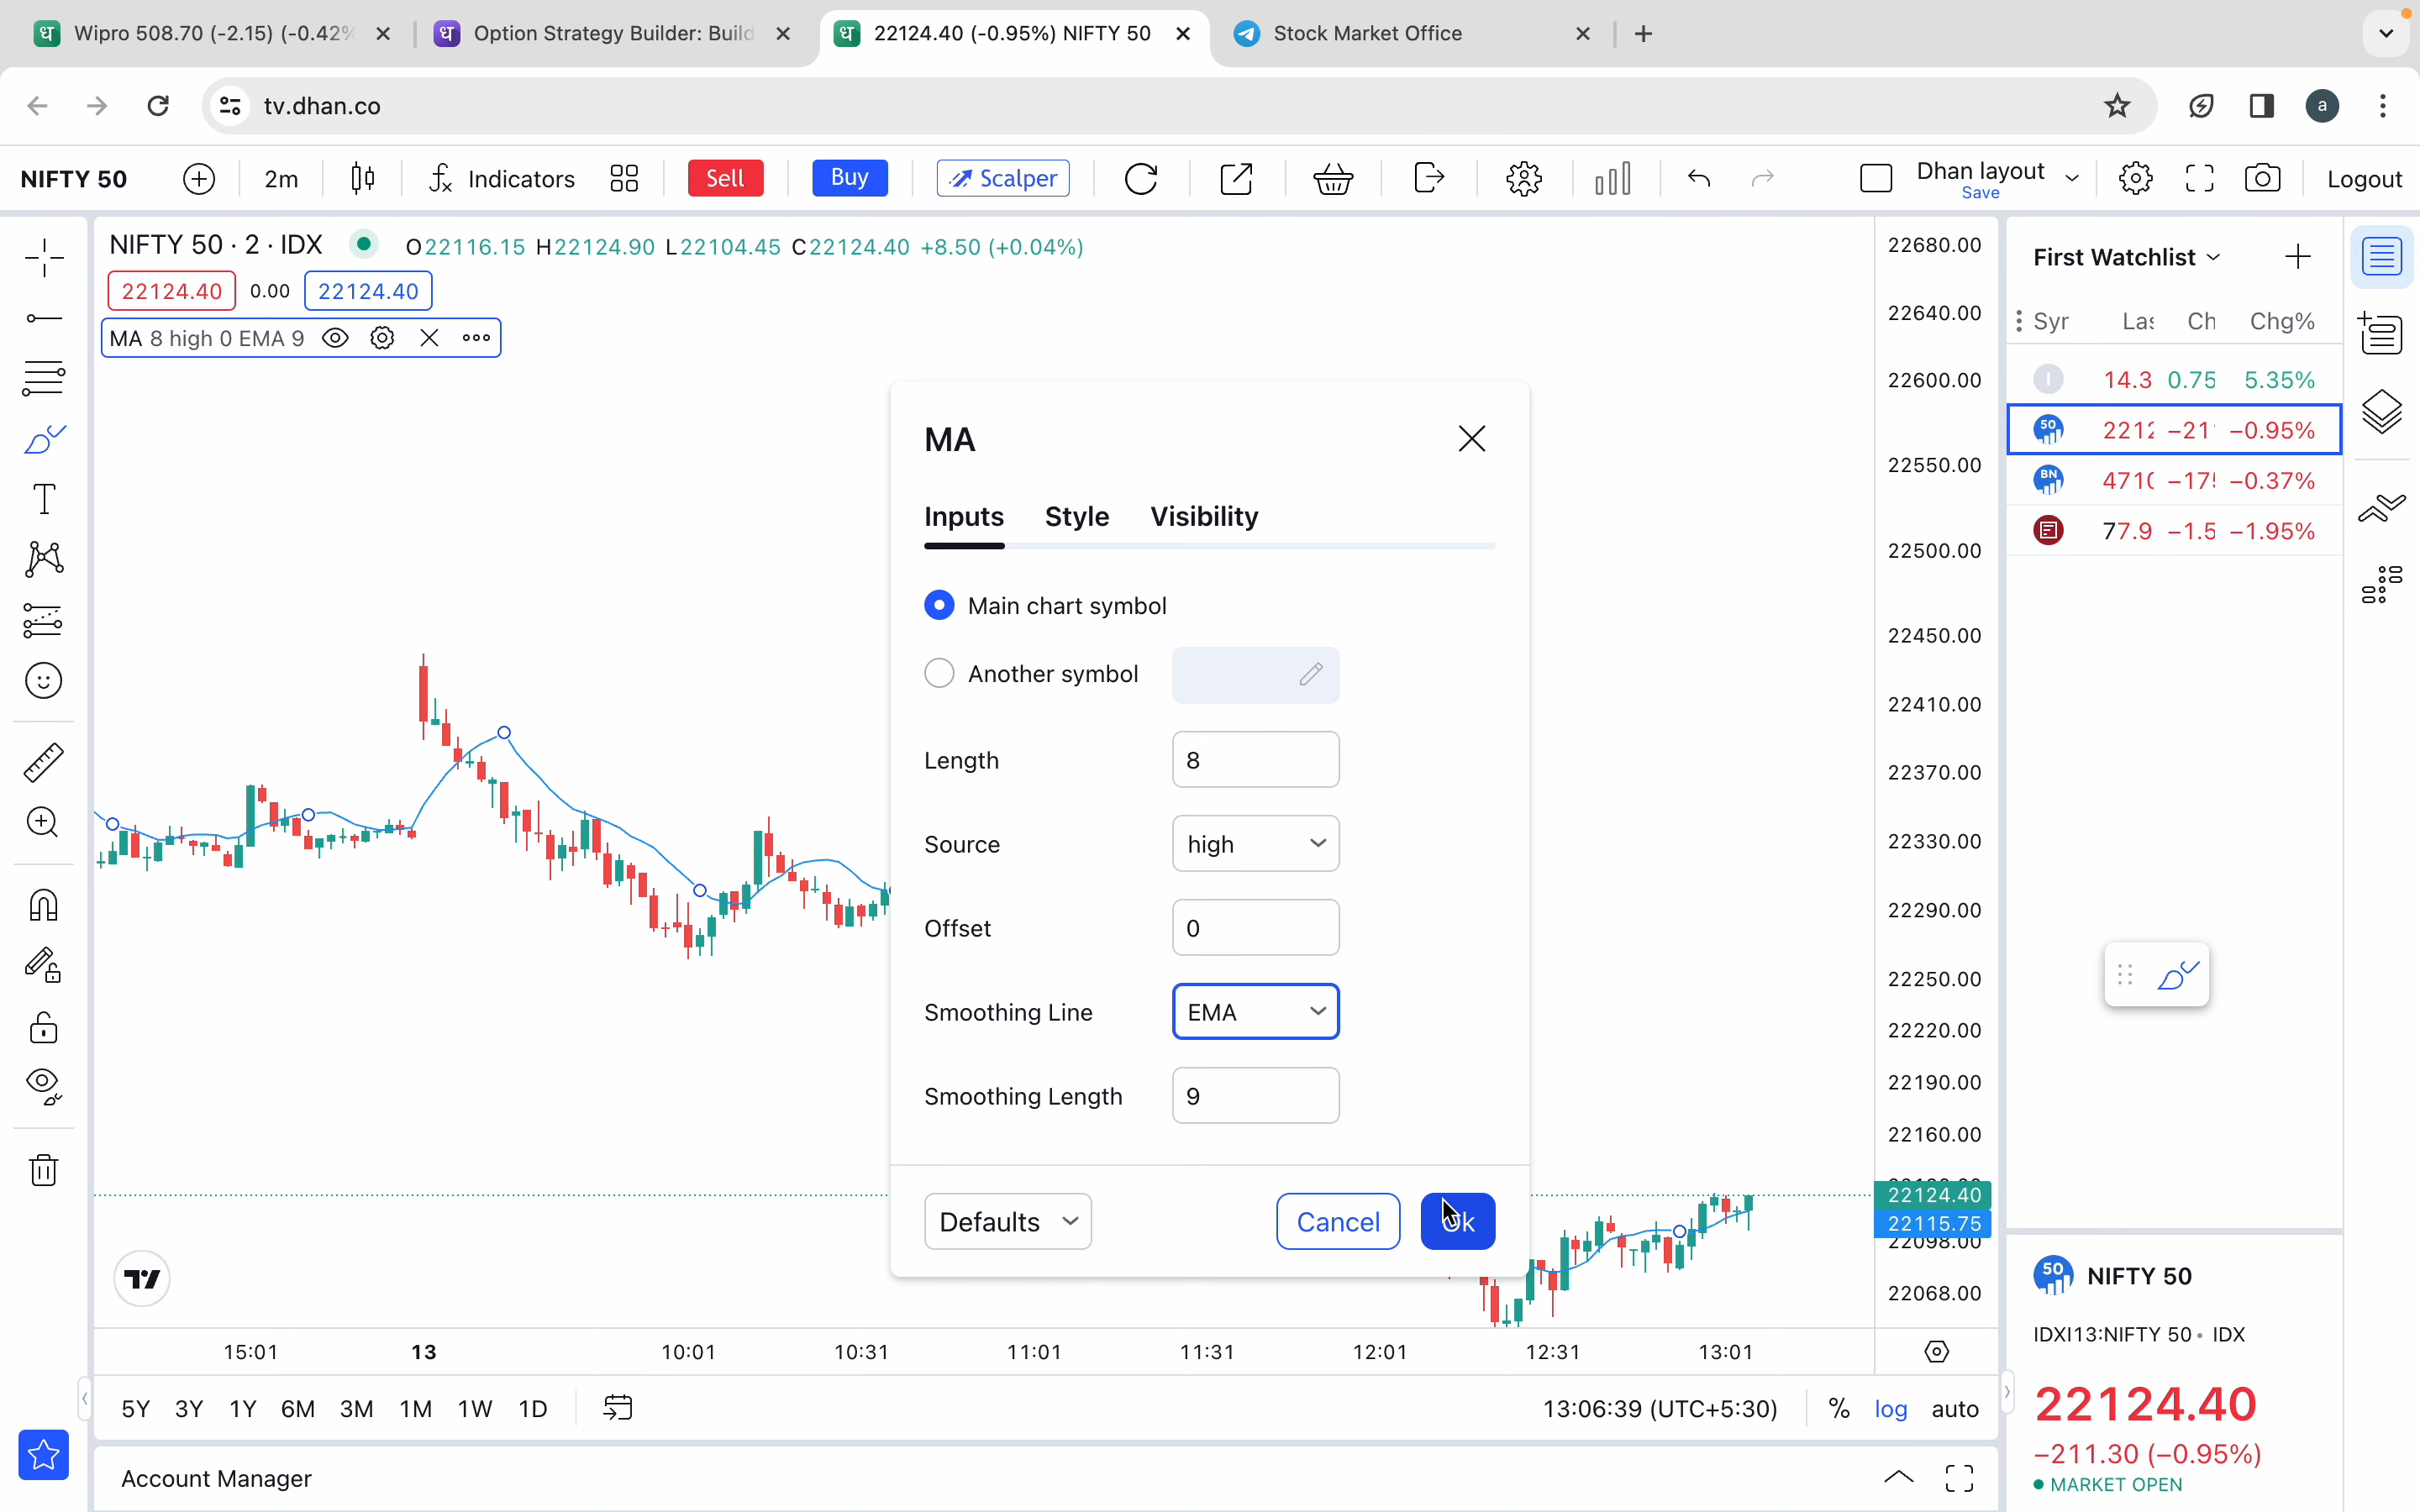 ध Wipro 508.70 (-2.15) (-0.42%
ध Option Strategy Builder: Build
ध 22124.40 (-0.95%) NIFTY 50
Stock Market Office
tv.dhan.co
a
NIFTY 50
2m
Indicators
Sell
Buy
Scalper
Dhan layout
Save
Logout
NIFTY 50 · 2 · IDX
O22116.15 H22124.90 L22104.45 C22124.40 +8.50 (+0.04%)
22124.40 0.00 22124.40
MA 8 high 0 EMA 9
MA
Inputs Style Visibility
Main chart symbol
Another symbol
Length 8
Source high
Offset 0
Smoothing Line EMA
Smoothing Length 9
Defaults
Cancel
Ok
22680.00
22640.00
22600.00
22550.00
22500.00
22450.00
22410.00
22370.00
22330.00
22290.00
22250.00
22220.00
22190.00
22160.00
22124.40
22115.75
22098.00
22068.00
15:01 13 10:01 10:31 11:01 11:31 12:01 12:31 13:01
5Y 3Y 1Y 6M 3M 1M 1W 1D
13:06:39 (UTC+5:30) % log auto
Account Manager
First Watchlist
Syr Las Ch Chg%
I 14.3 0.75 5.35%
50 2212 −21 −0.95%
BN 4710 −17 −0.37%
77.9 −1.5 −1.95%
50 NIFTY 50
IDXI13:NIFTY 50 • IDX
22124.40
−211.30 (−0.95%)
MARKET OPEN